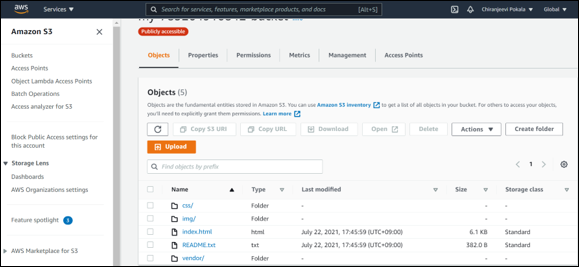 aws Services ▼ Search for services, features, marketplace products, and docs [Alt+S] Chiranjeevi Pokala ▼ Global ▼
Amazon S3
Buckets
Access Points
Object Lambda Access Points
Batch Operations
Access analyzer for S3
Block Public Access settings for
this account
Storage Lens
Dashboards
AWS Organizations settings
Feature spotlight 3
AWS Marketplace for S3
Publicly accessible
Objects Properties Permissions Metrics Management Access Points
Objects (5)
Objects are the fundamental entities stored in Amazon S3. You can use Amazon S3 inventory to get a list of all objects in your bucket. For others to access your objects,
you'll need to explicitly grant them permissions. Learn more
Copy S3 URI Copy URL Download Open Delete Actions ▼ Create folder
Upload
Find objects by prefix
1
Name Type Last modified Size Storage class
css/ Folder - - -
img/ Folder - - -
index.html html July 22, 2021, 17:45:59 (UTC+09:00) 6.1 KB Standard
README.txt txt July 22, 2021, 17:45:59 (UTC+09:00) 382.0 B Standard
vendor/ Folder - - -